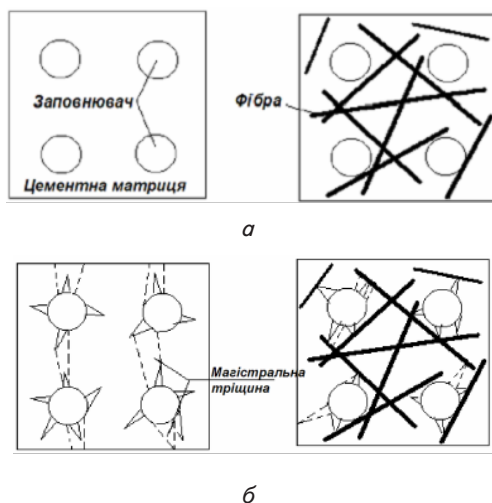 Заповнювач
Цементна матриця
Фібра
а
Магістральна
тріщина
б